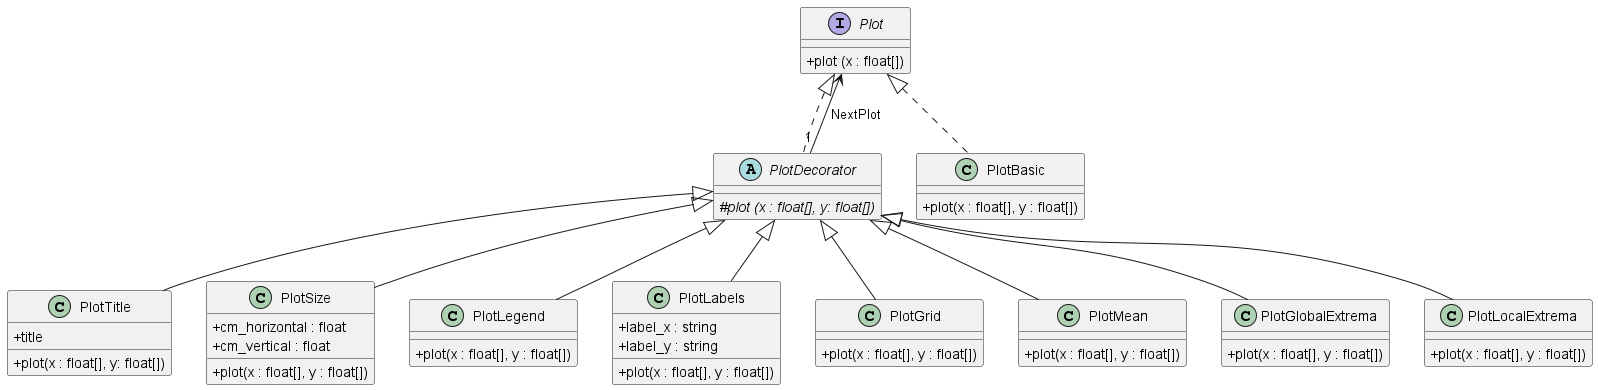 I Plot
+plot (x : float[])
NextPlot
1
A PlotDecorator
#plot (x : float[], y: float[])
C PlotBasic
+plot(x : float[], y : float[])
C PlotTitle
+title
+plot(x : float[], y: float[])
C PlotSize
+cm_horizontal : float
+cm_vertical : float
+plot(x : float[], y : float[])
C PlotLegend
+plot(x : float[], y : float[])
C PlotLabels
+label_x : string
+label_y : string
+plot(x : float[], y : float[])
C PlotGrid
+plot(x : float[], y : float[])
C PlotMean
+plot(x : float[], y : float[])
C PlotGlobalExtrema
+plot(x : float[], y : float[])
C PlotLocalExtrema
+plot(x : float[], y : float[])